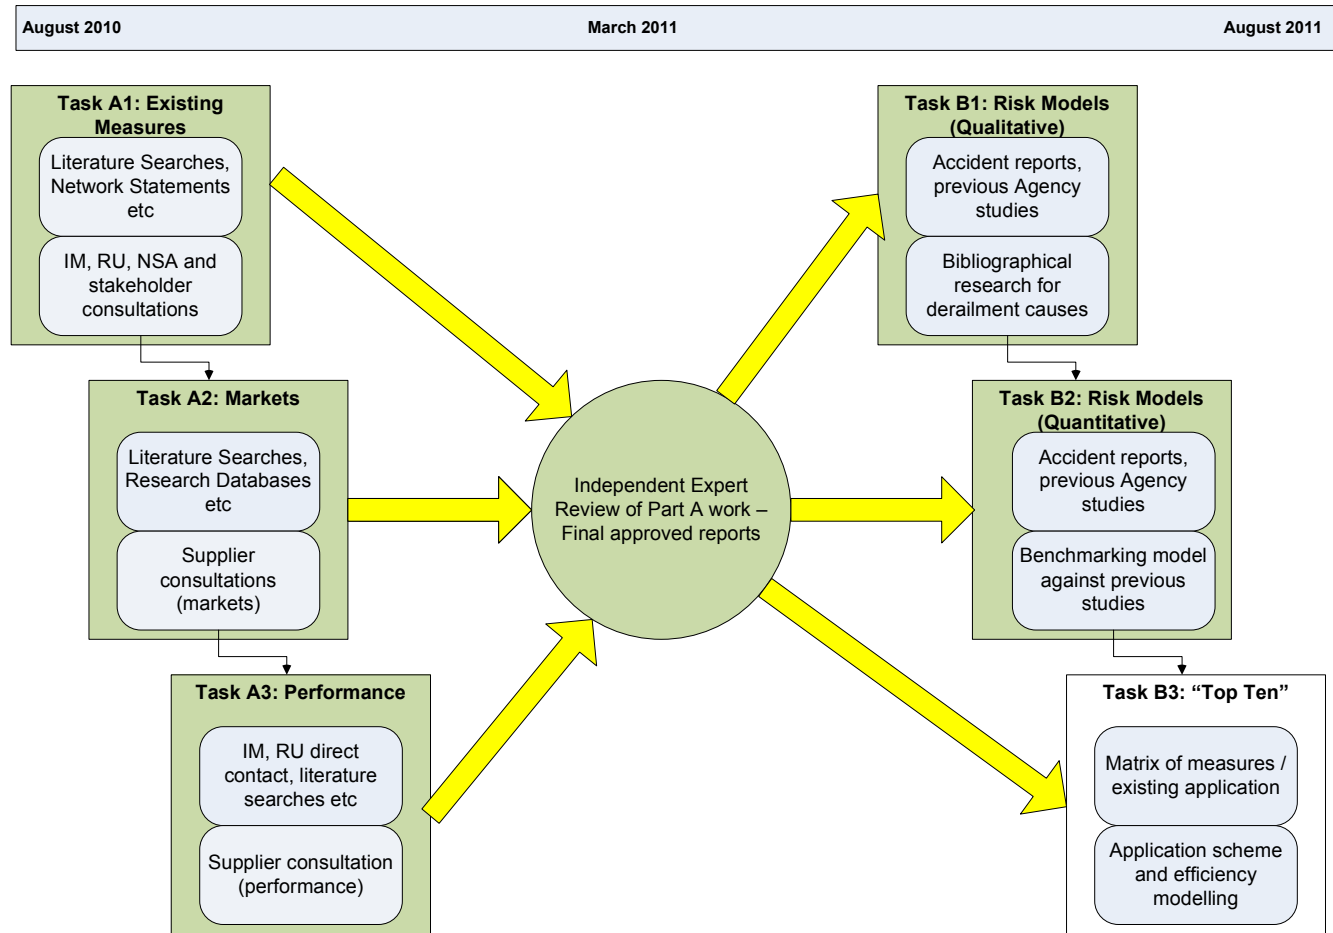 August 2010
March 2011
August 2011
Task A1: Existing
Measures
Literature Searches,
Network Statements
etc
IM, RU, NSA and
stakeholder
consultations
Task A2: Markets
Literature Searches,
Research Databases
etc
Supplier
consultations
(markets)
Task A3: Performance
IM, RU direct
contact, literature
searches etc
Supplier consultation
(performance)
Independent Expert
Review of Part A work –
Final approved reports
Task B1: Risk Models
(Qualitative)
Accident reports,
previous Agency
studies
Bibliographical
research for
derailment causes
Task B2: Risk Models
(Quantitative)
Accident reports,
previous Agency
studies
Benchmarking model
against previous
studies
Task B3: “Top Ten”
Matrix of measures /
existing application
Application scheme
and efficiency
modelling